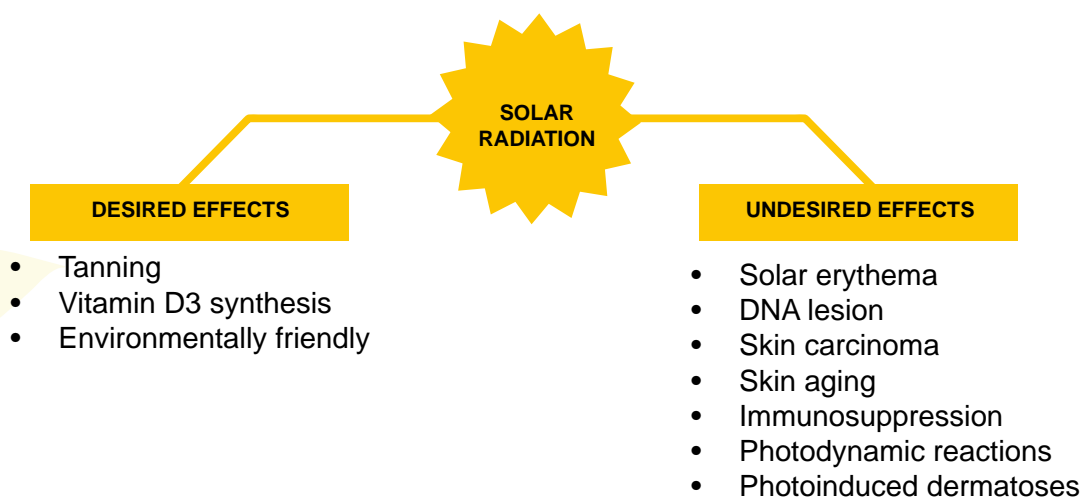 SOLAR
RADIATION
DESIRED EFFECTS
• Tanning
• Vitamin D3 synthesis
• Environmentally friendly
UNDESIRED EFFECTS
• Solar erythema
• DNA lesion
• Skin carcinoma
• Skin aging
• Immunosuppression
• Photodynamic reactions
• Photoinduced dermatoses